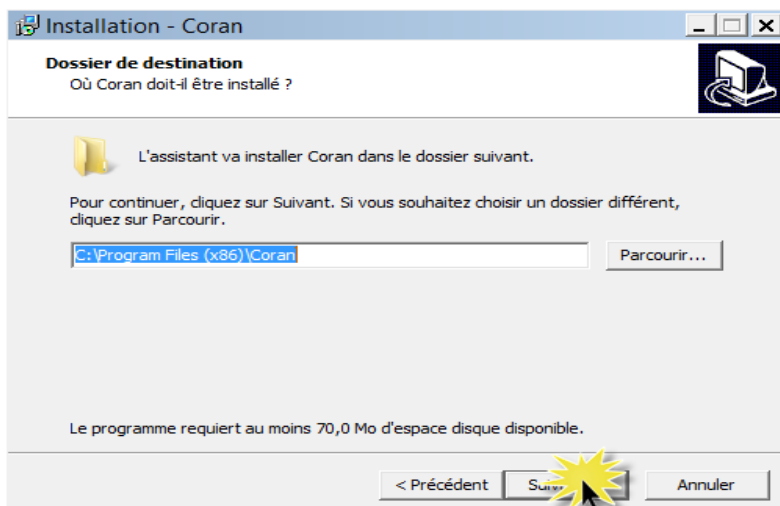 Installation - Coran
Dossier de destination
Où Coran doit-il être installé ?
L'assistant va installer Coran dans le dossier suivant.
Pour continuer, cliquez sur Suivant. Si vous souhaitez choisir un dossier différent,
cliquez sur Parcourir.
C:\Program Files (x86)\Coran
Parcourir...
Le programme requiert au moins 70,0 Mo d'espace disque disponible.
< Précédent
Annuler